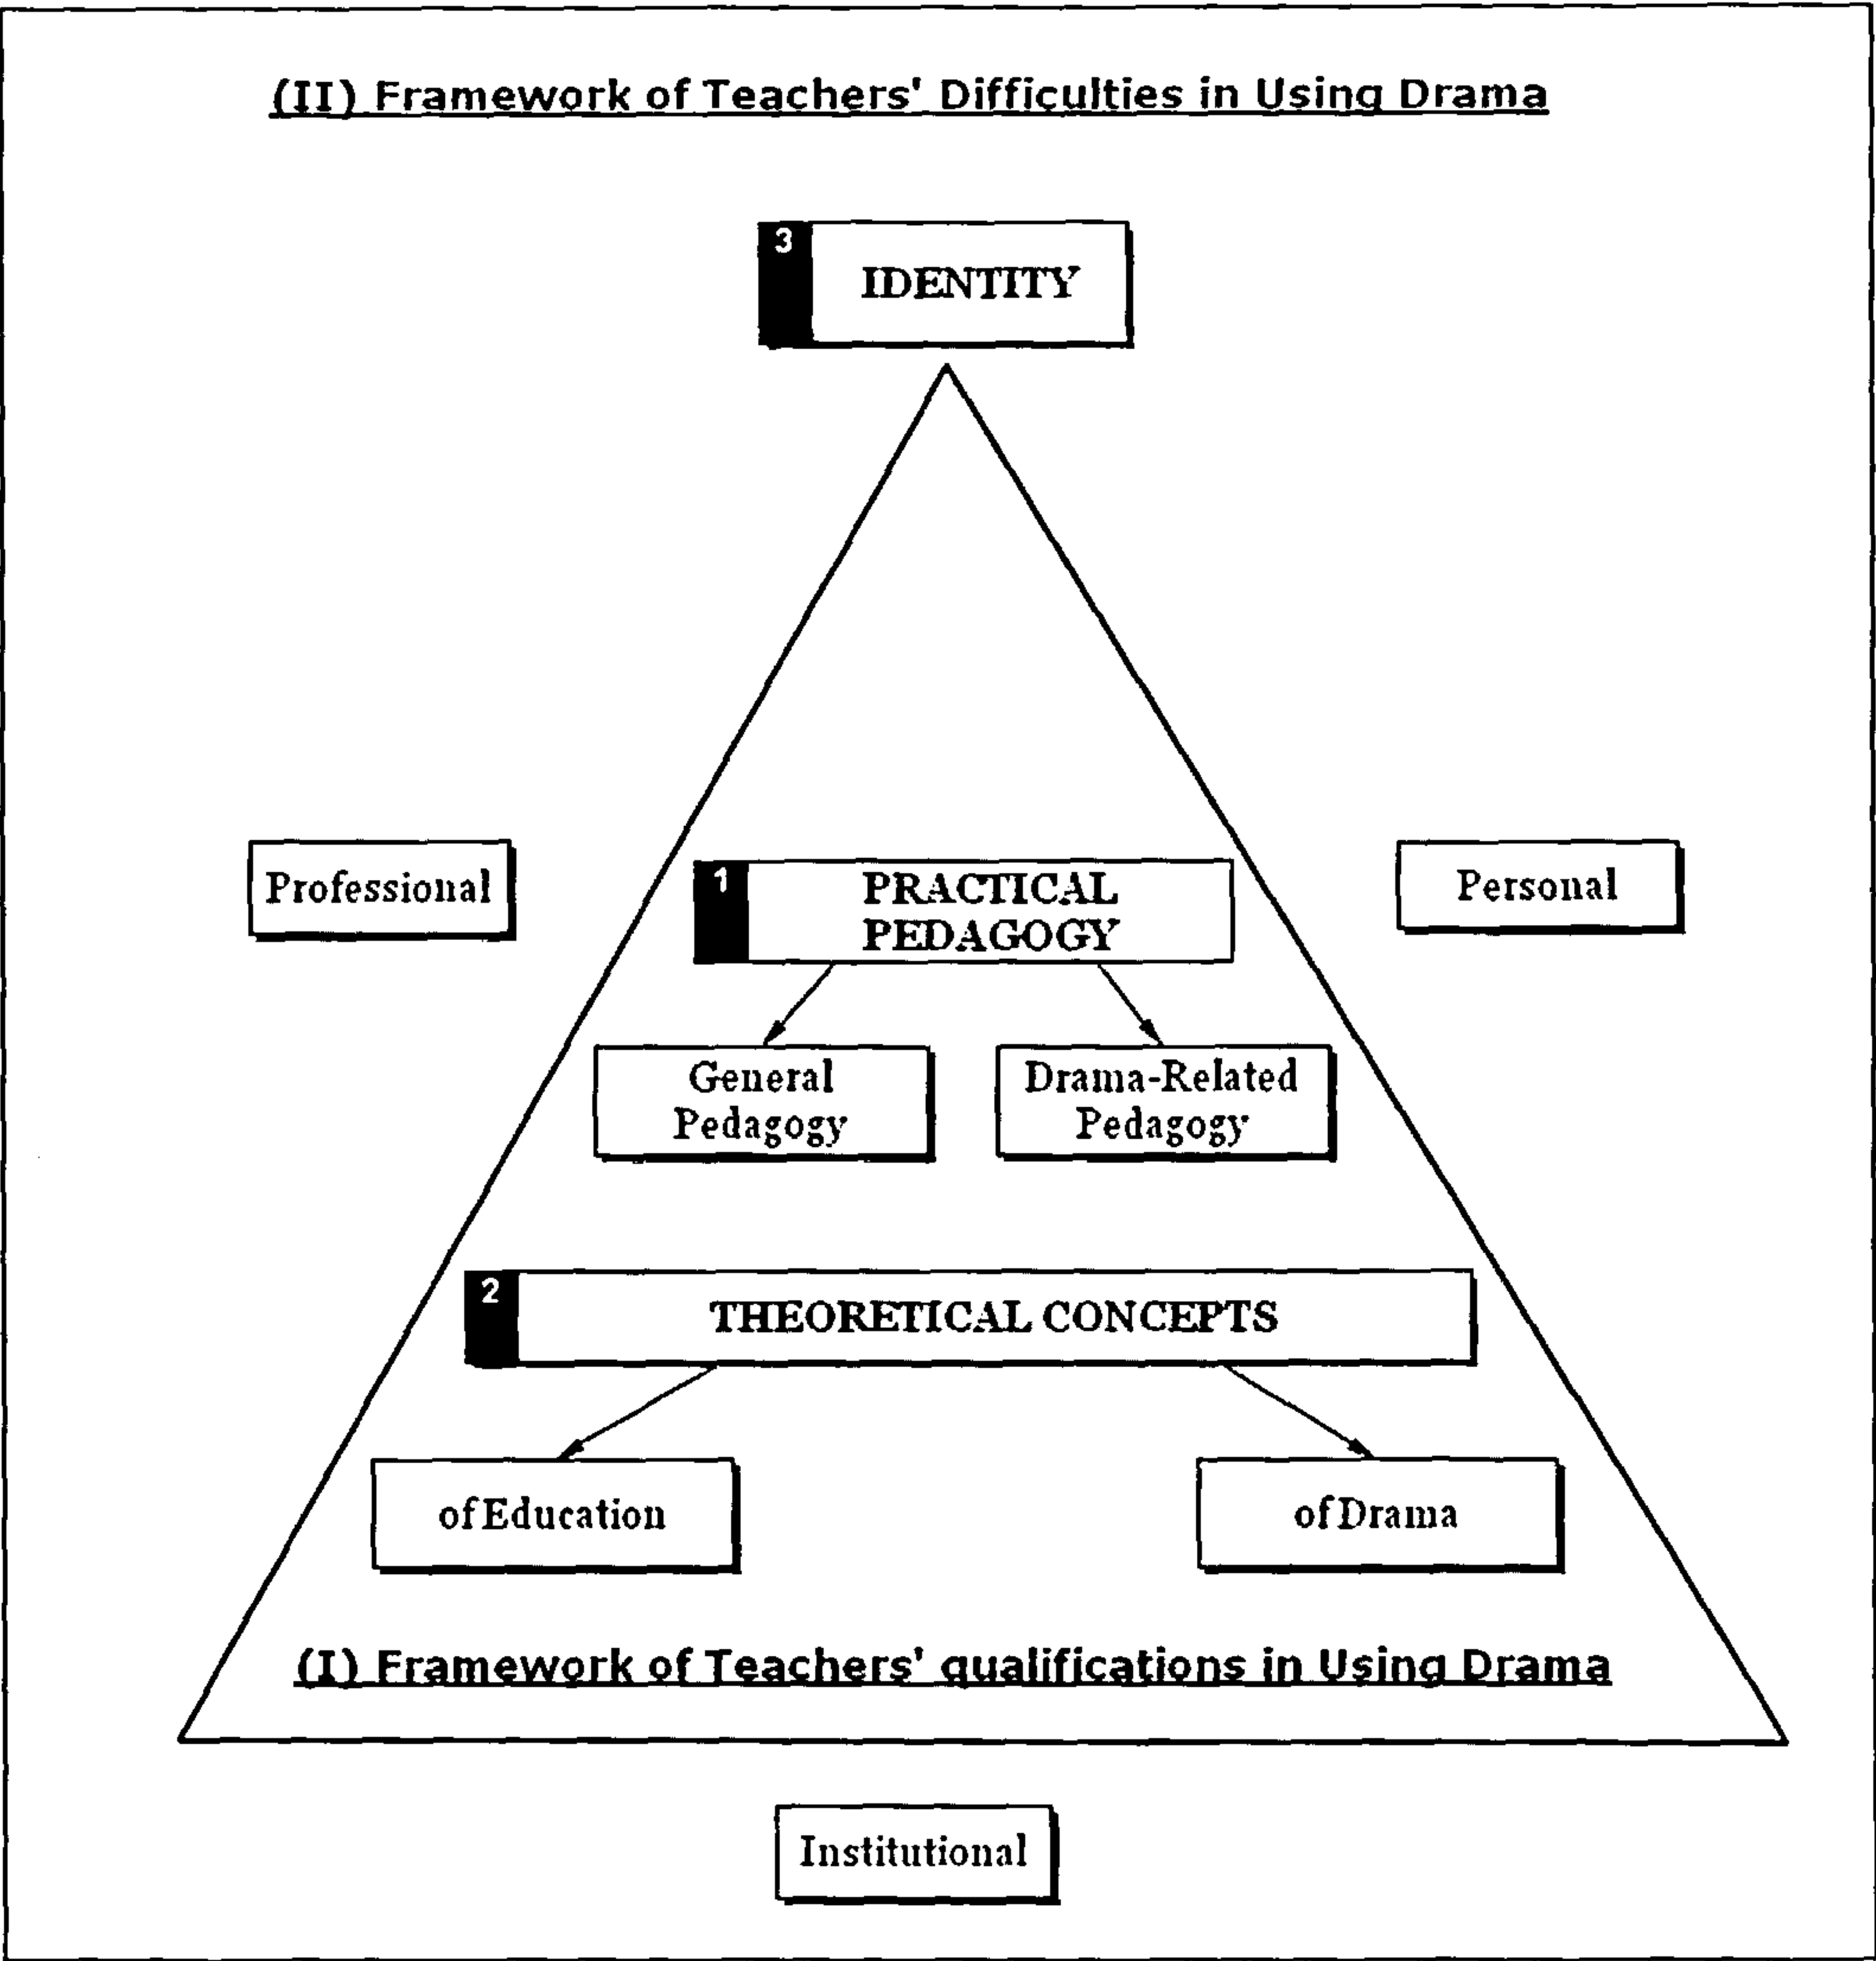 (II) Framework of Teachers' Difficulties in Using Drama
3
IDENTITY
Professional
1
PRACTICAL
PEDAGOGY
Personal
General
Pedagogy
Drama-Related
Pedagogy
2
THEORETICAL CONCEPTS
of Education
of Drama
(I) Framework of Teachers' qualifications in Using Drama
Institutional